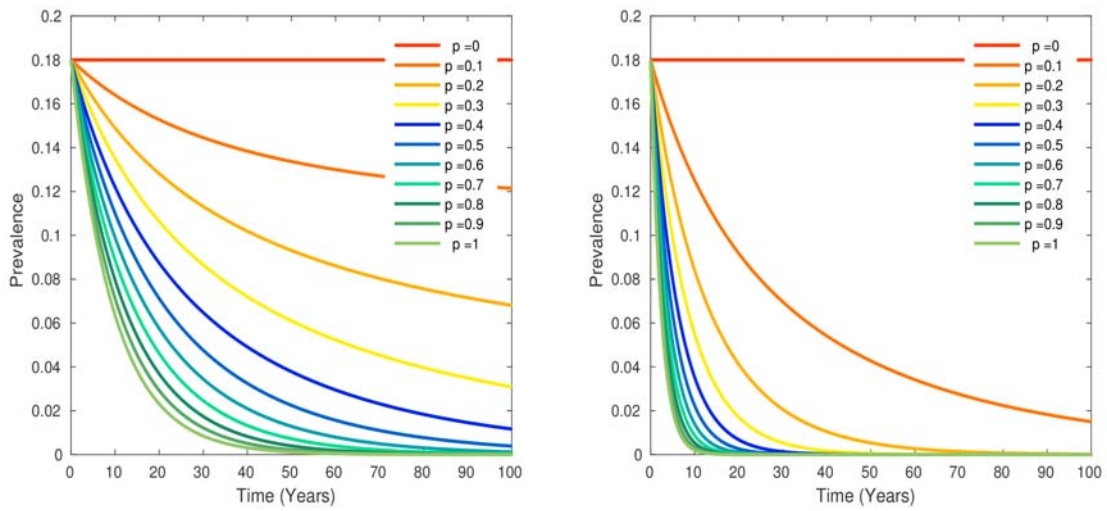 0.2
0.18
0.16
0.14
0.12
0.1
0.08
0.06
0.04
0.02
0
Prevalence
0 10 20 30 40 50 60 70 80 90 100
Time (Years)
p =0
p =0.1
p =0.2
p =0.3
p =0.4
p =0.5
p =0.6
p =0.7
p =0.8
p =0.9
p =1
0.2
0.18
0.16
0.14
0.12
0.1
0.08
0.06
0.04
0.02
0
Prevalence
0 10 20 30 40 50 60 70 80 90 100
Time (Years)
p =0
p =0.1
p =0.2
p =0.3
p =0.4
p =0.5
p =0.6
p =0.7
p =0.8
p =0.9
p =1